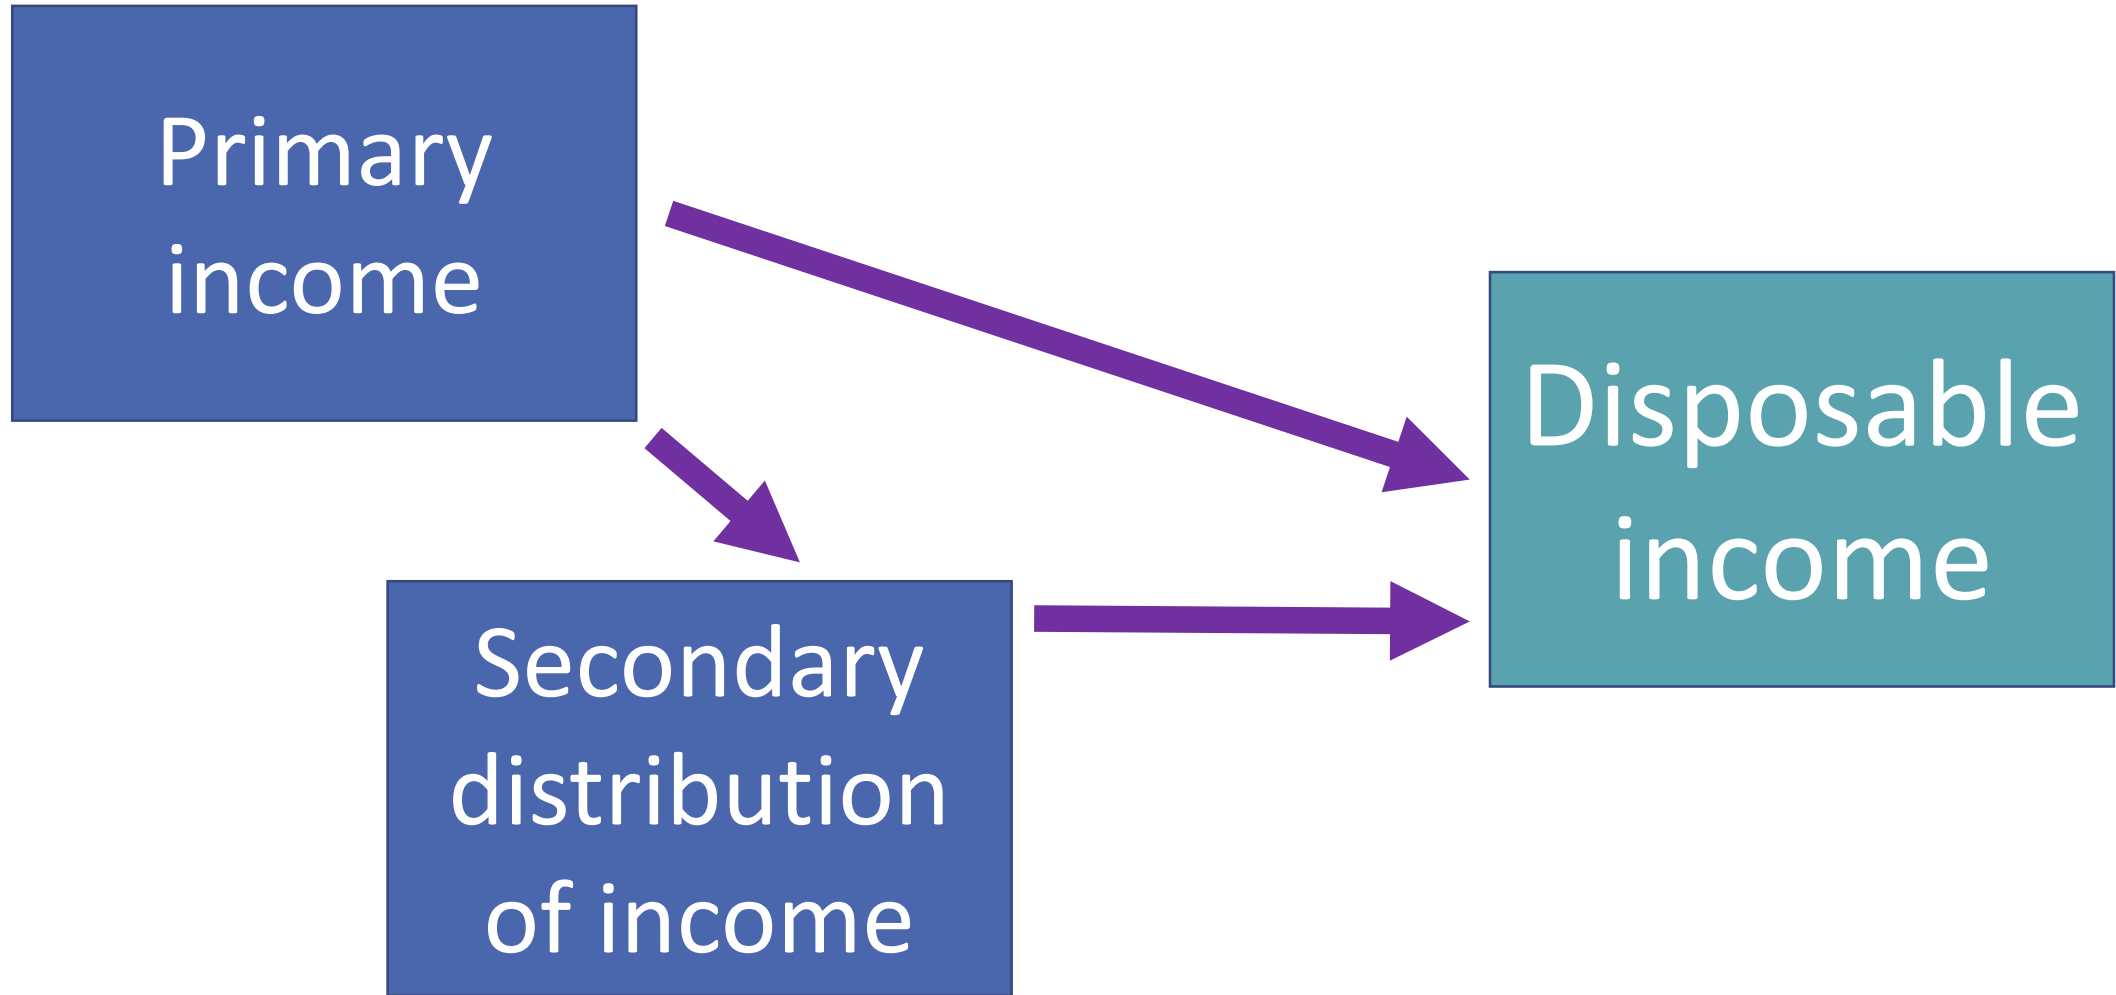 Primary
income
Disposable
income
Secondary
distribution
of income